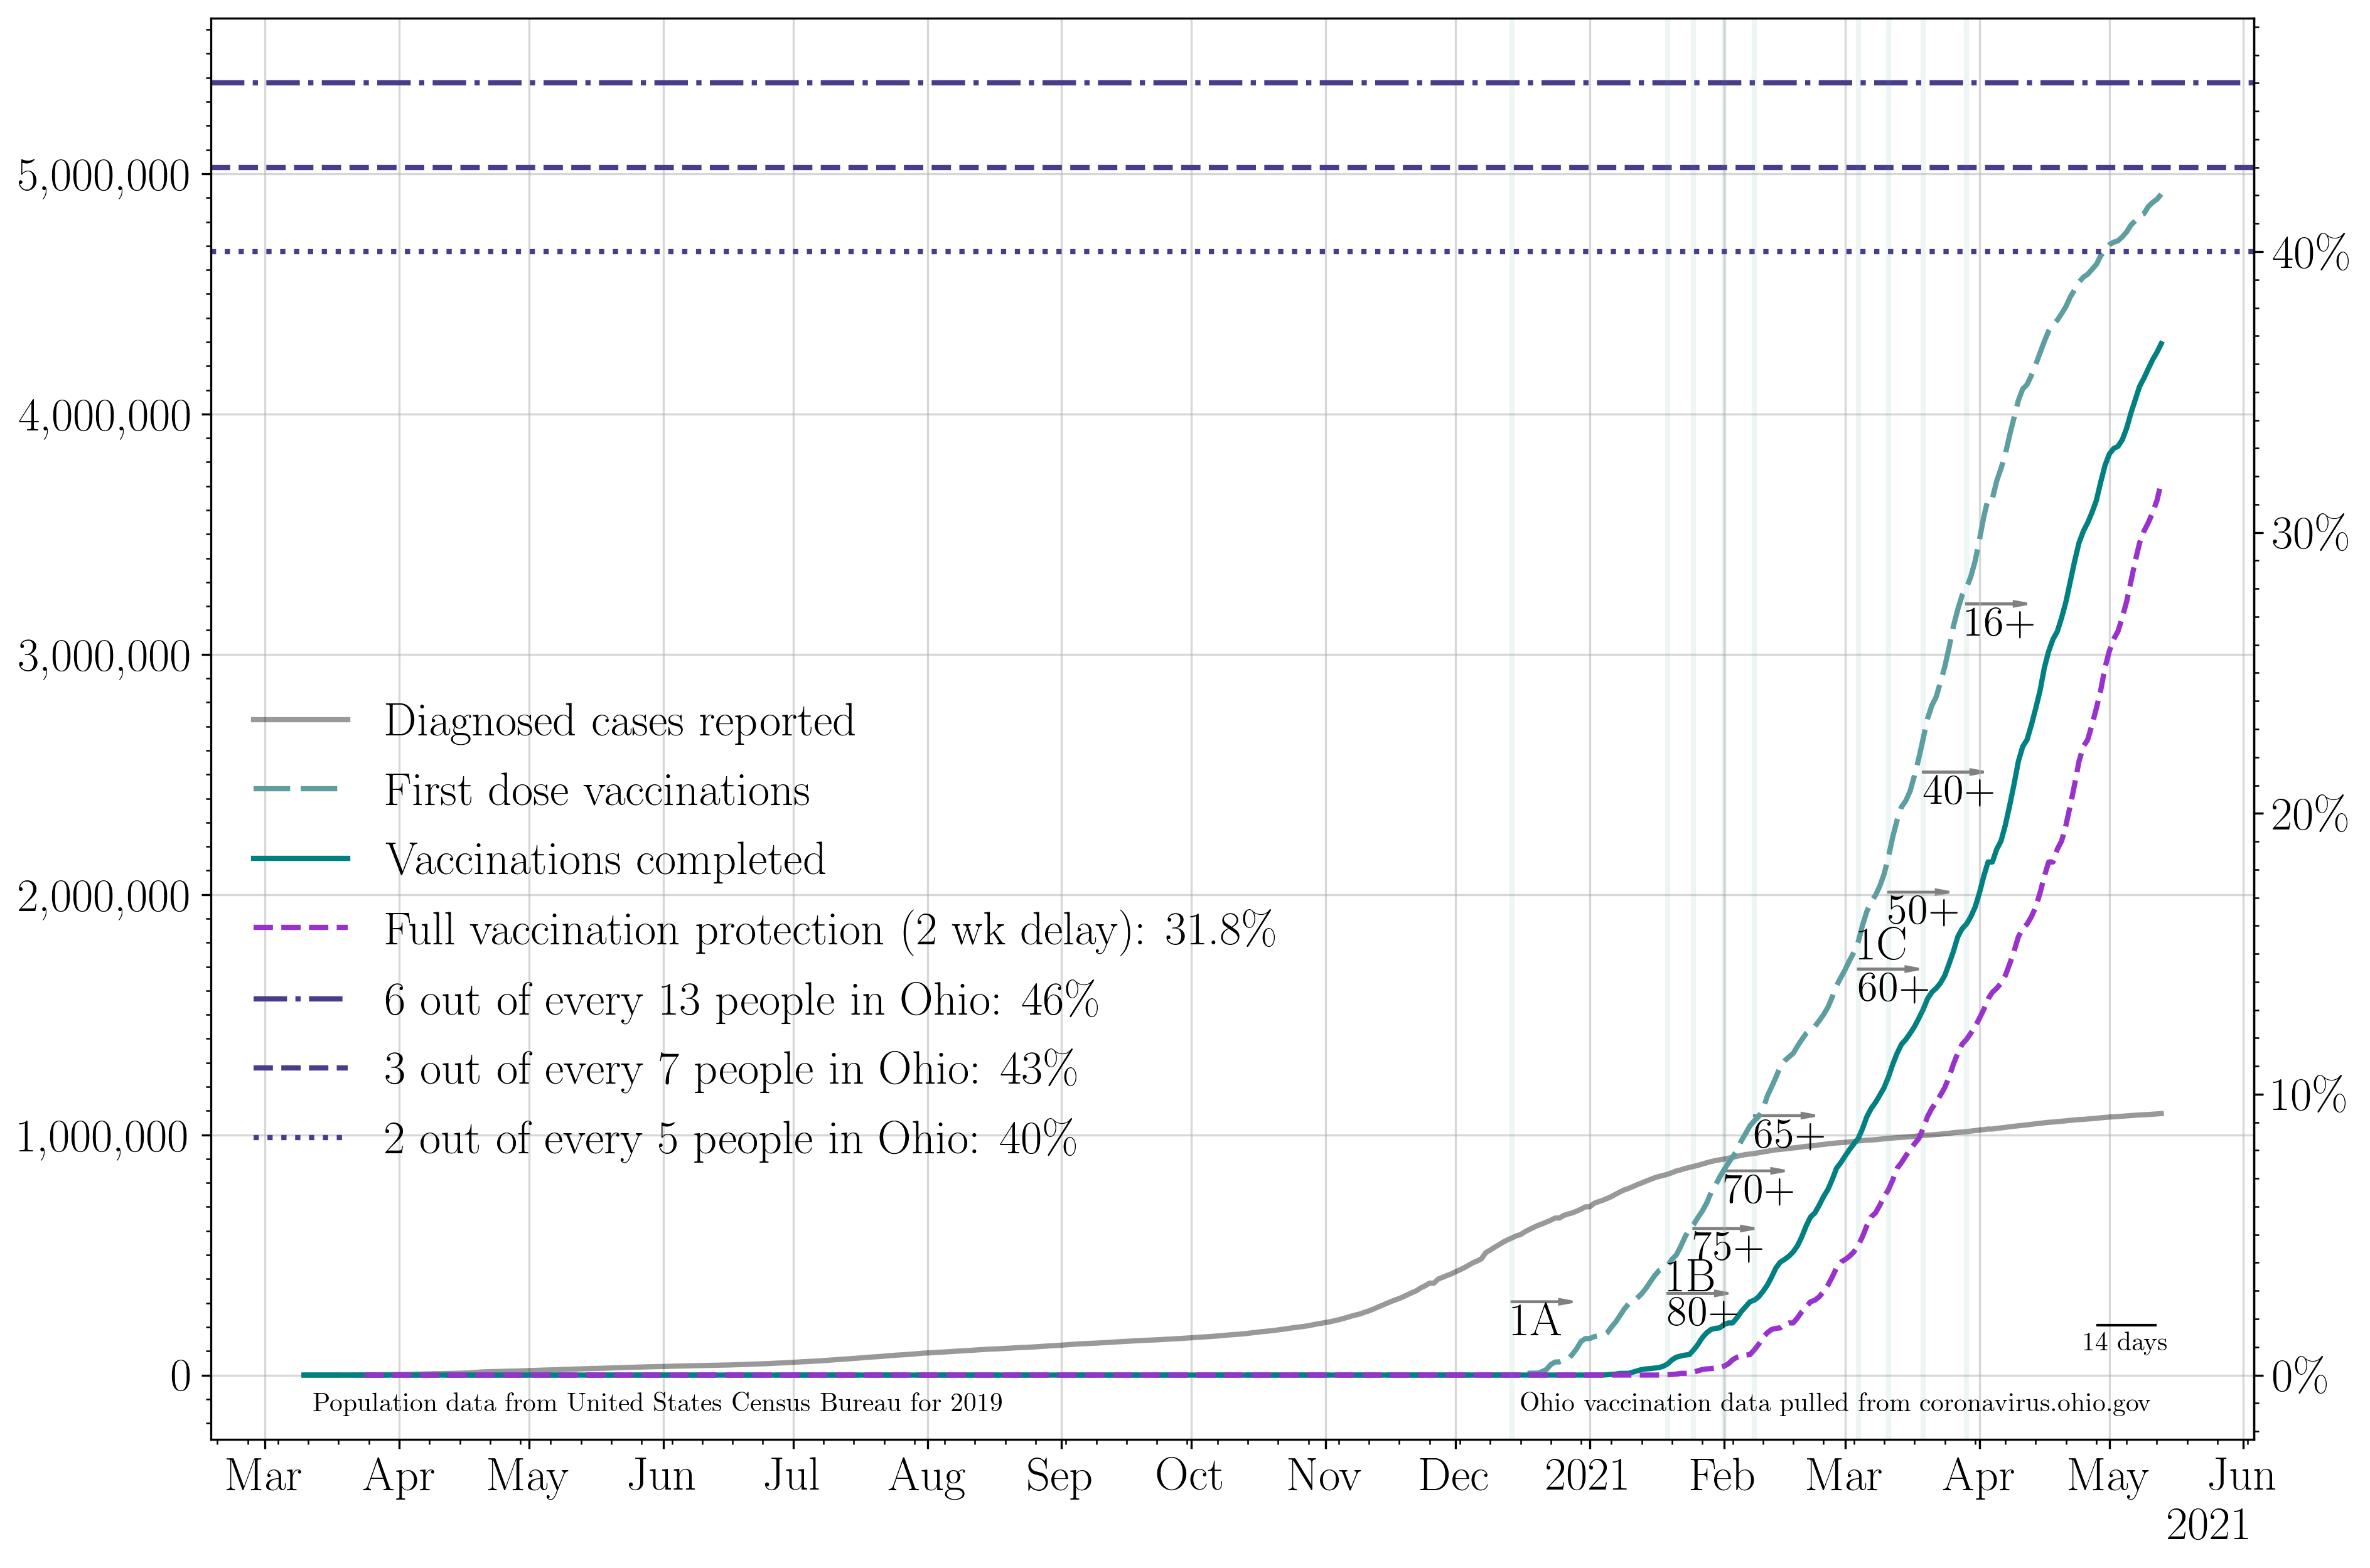 5,000,000
4,000,000
3,000,000
2,000,000
1,000,000
0
40%
30%
20%
10%
0%
Diagnosed cases reported
First dose vaccinations
Vaccinations completed
Full vaccination protection (2 wk delay): 31.8%
6 out of every 13 people in Ohio: 46%
3 out of every 7 people in Ohio: 43%
2 out of every 5 people in Ohio: 40%
16+
40+
50+
1C
60+
65+
70+
75+
1B
80+
1A
14 days
Population data from United States Census Bureau for 2019
Ohio vaccination data pulled from coronavirus.ohio.gov
Mar Apr May Jun Jul Aug Sep Oct Nov Dec 2021 Feb Mar Apr May Jun
2021